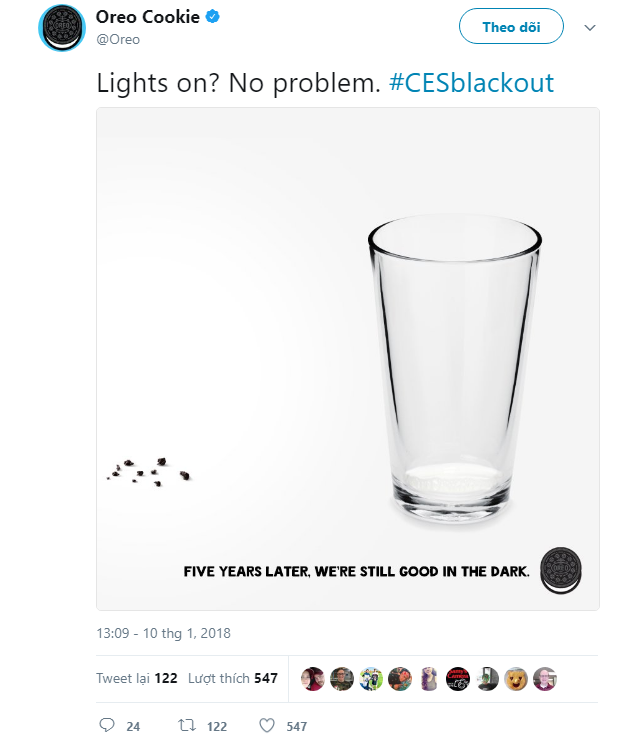 Oreo Cookie
@Oreo
Theo dõi
Lights on? No problem. #CESblackout
FIVE YEARS LATER, WE'RE STILL GOOD IN THE DARK.
OREO
13:09 - 10 thg 1, 2018
Tweet lại 122 Lượt thích 547
24 122 547